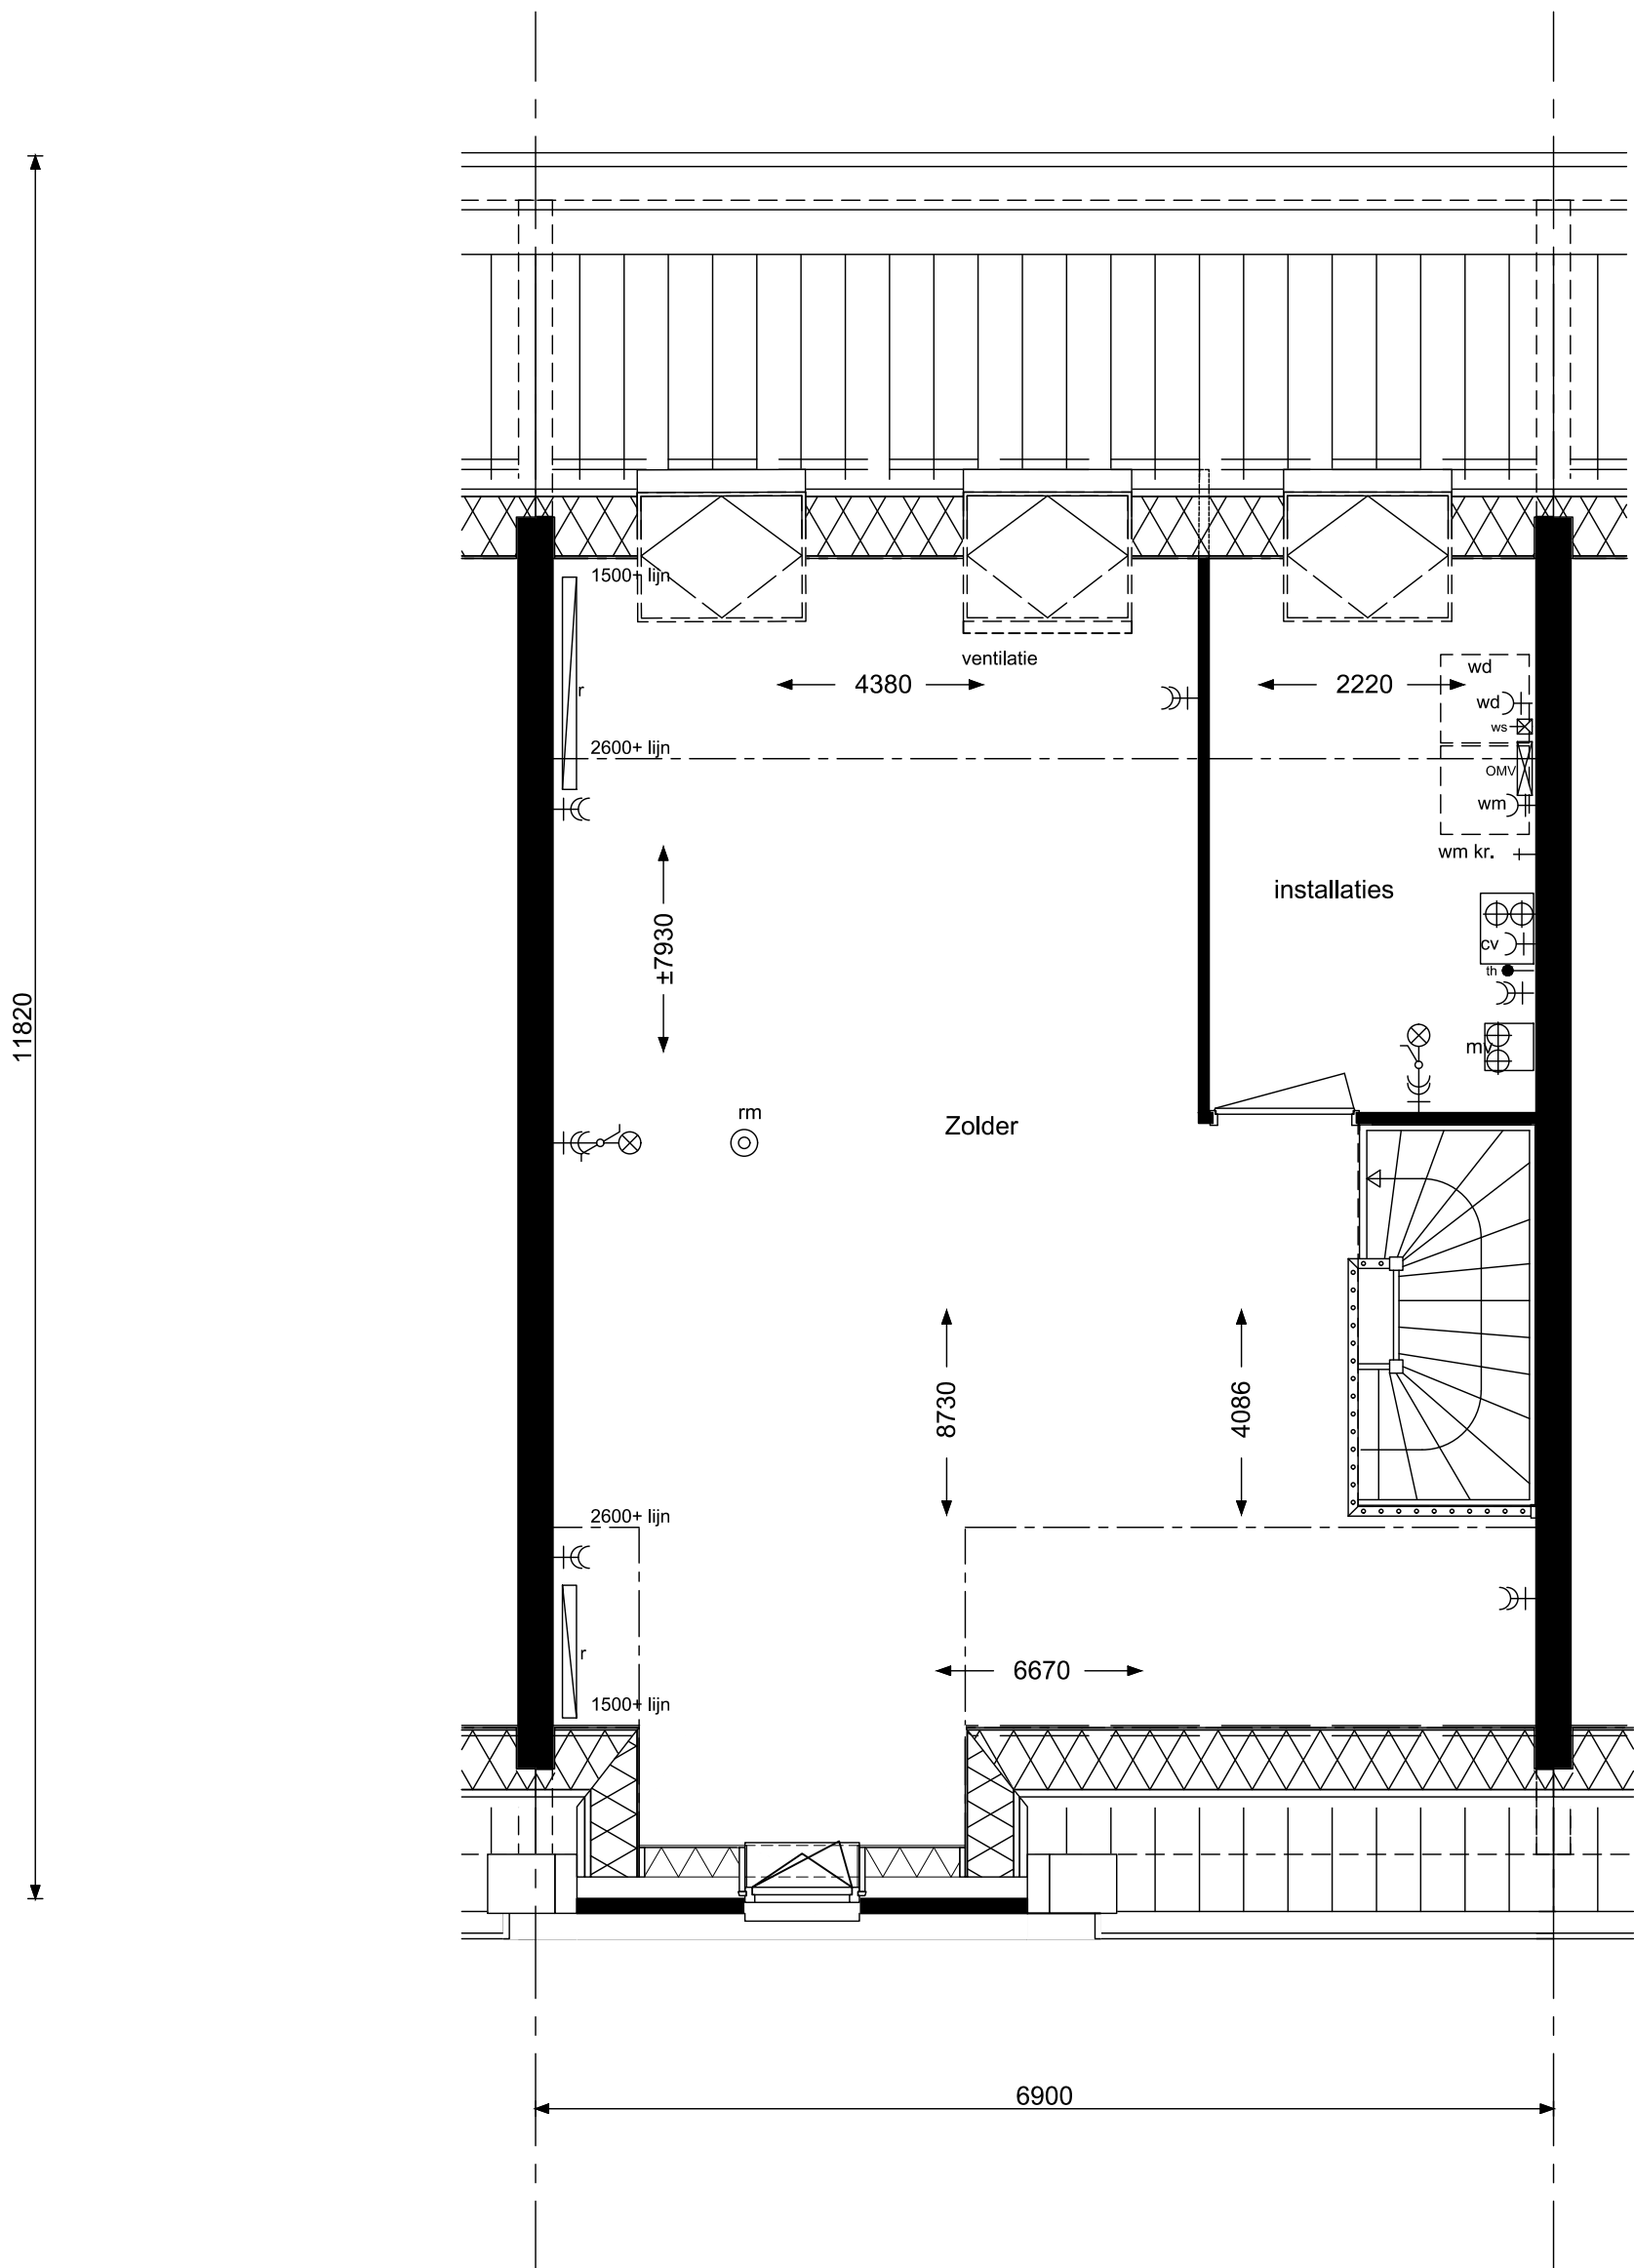 1500+ lijn
ventilatie
wd
r
4380
2220
wd
ws
2600+ lijn
OMV
wm
wm kr.
installaties
±7930
cv
th
11820
mv
rm
Zolder
8730
4086
2600+ lijn
r
6670
1500+ lijn
6900